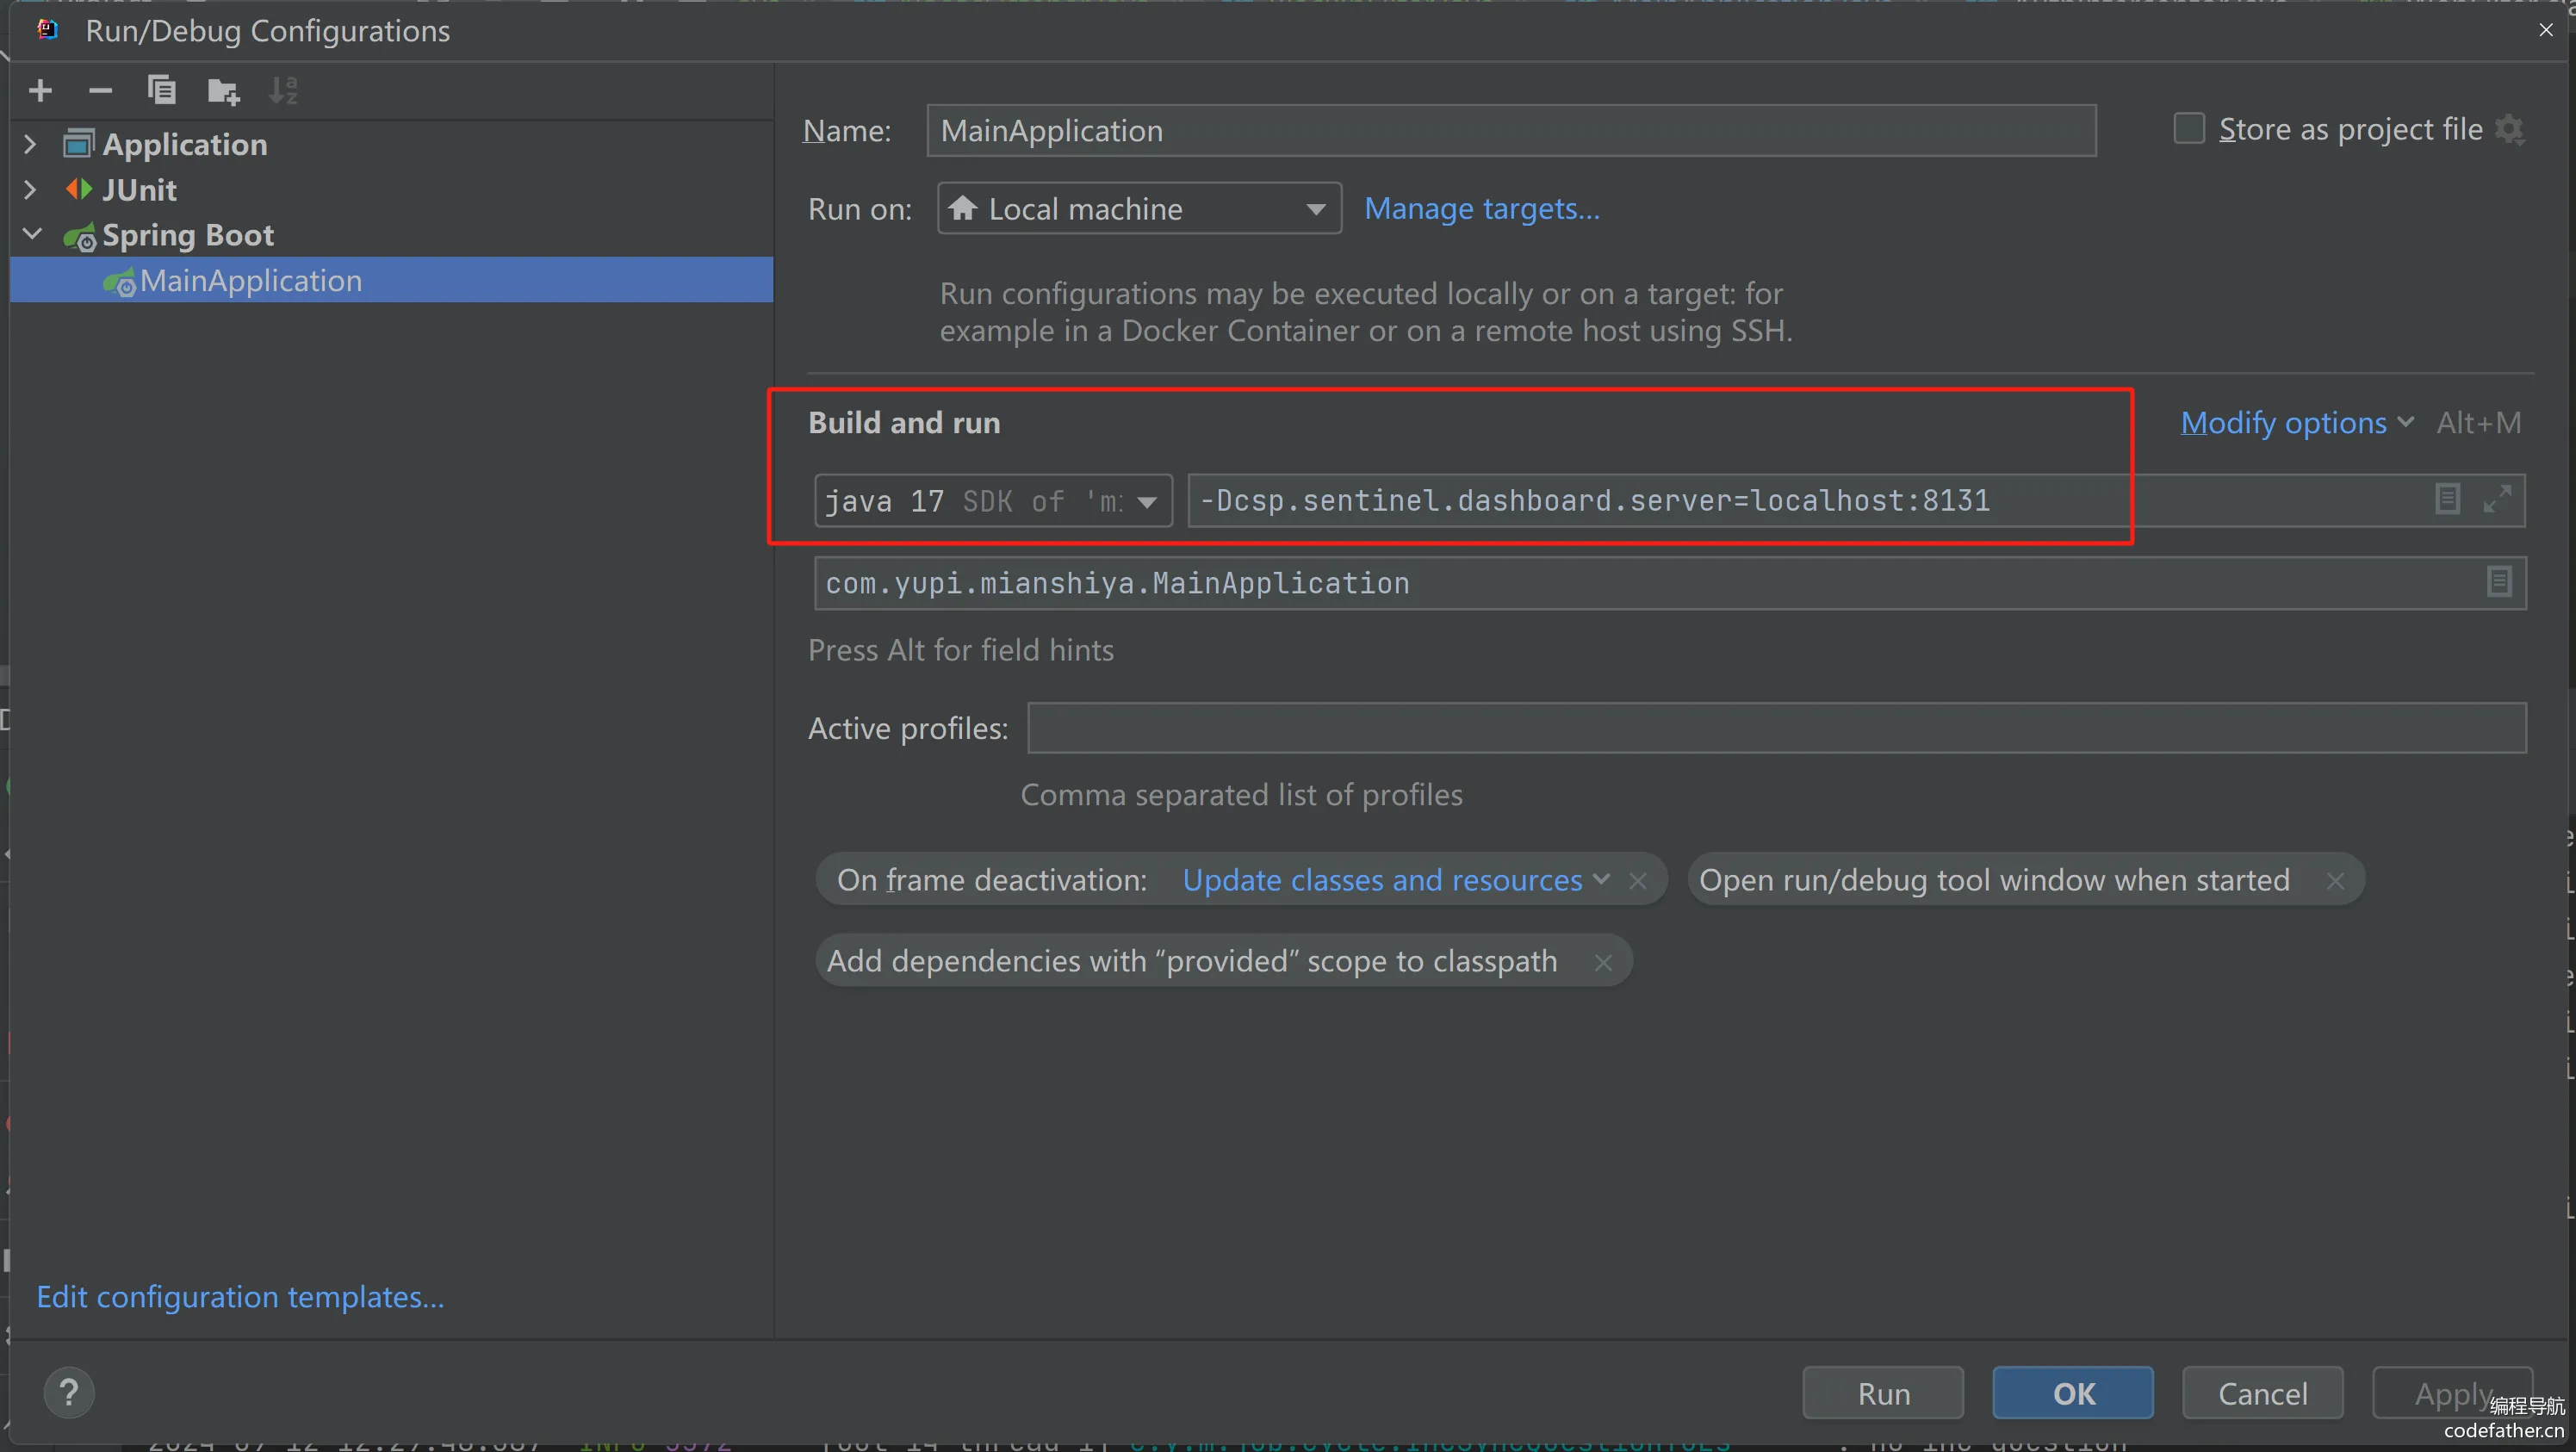 Run/Debug Configurations
Application
JUnit
Spring Boot
MainApplication
Edit configuration templates...
Name: MainApplication
Store as project file
Run on: Local machine Manage targets...
Run configurations may be executed locally or on a target: for
example in a Docker Container or on a remote host using SSH.
Build and run
Modify options Alt+M
java 17 SDK of 'm: -Dcsp.sentinel.dashboard.server=localhost:8131
com.yupi.mianshiya.MainApplication
Press Alt for field hints
Active profiles:
Comma separated list of profiles
On frame deactivation: Update classes and resources
Open run/debug tool window when started
Add dependencies with “provided” scope to classpath
? Run OK Cancel Apply
编程导航
codefather.cn